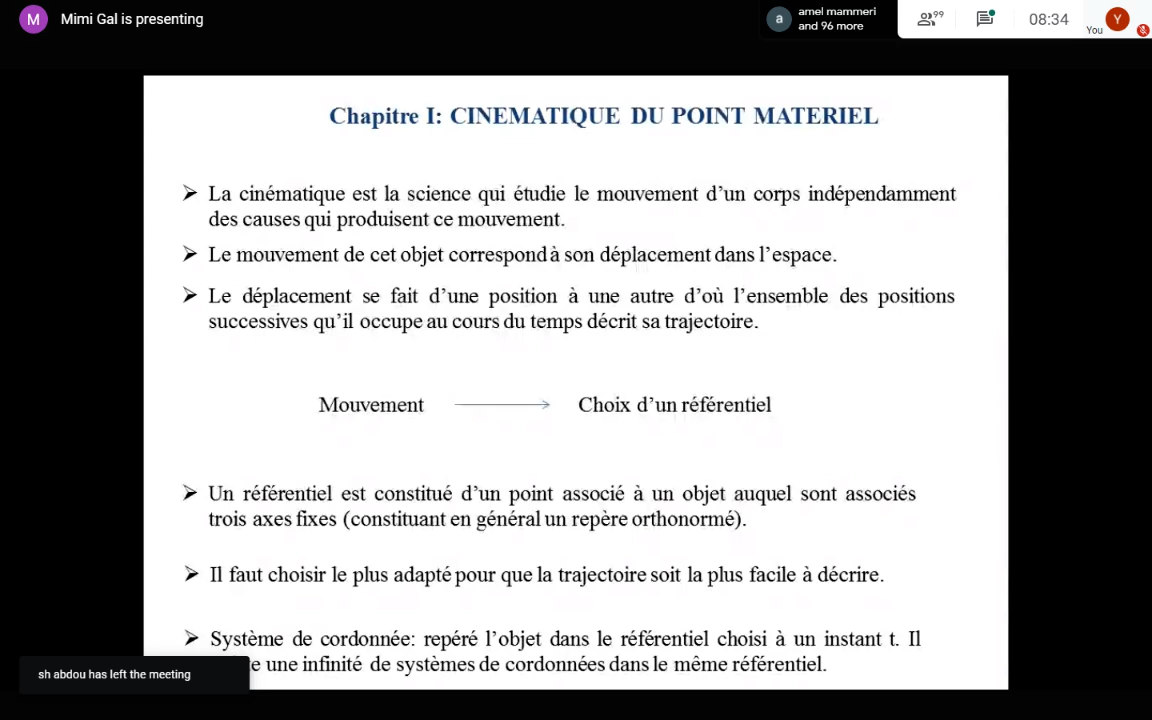 M Mimi Gal is presenting
a amel mammeri
and 96 more
99
08:34
You
Y
Chapitre I: CINEMATIQUE DU POINT MATERIEL
➢ La cinématique est la science qui étudie le mouvement d’un corps indépendamment
des causes qui produisent ce mouvement.
➢ Le mouvement de cet objet correspond à son déplacement dans l’espace.
➢ Le déplacement se fait d’une position à une autre d’où l’ensemble des positions
successives qu’il occupe au cours du temps décrit sa trajectoire.
Mouvement → Choix d’un référentiel
➢ Un référentiel est constitué d’un point associé à un objet auquel sont associés
trois axes fixes (constituant en général un repère orthonormé).
➢ Il faut choisir le plus adapté pour que la trajectoire soit la plus facile à décrire.
➢ Système de cordonnée: repéré l’objet dans le référentiel choisi à un instant t. Il
une infinité de systèmes de cordonnées dans le même référentiel.
sh abdou has left the meeting